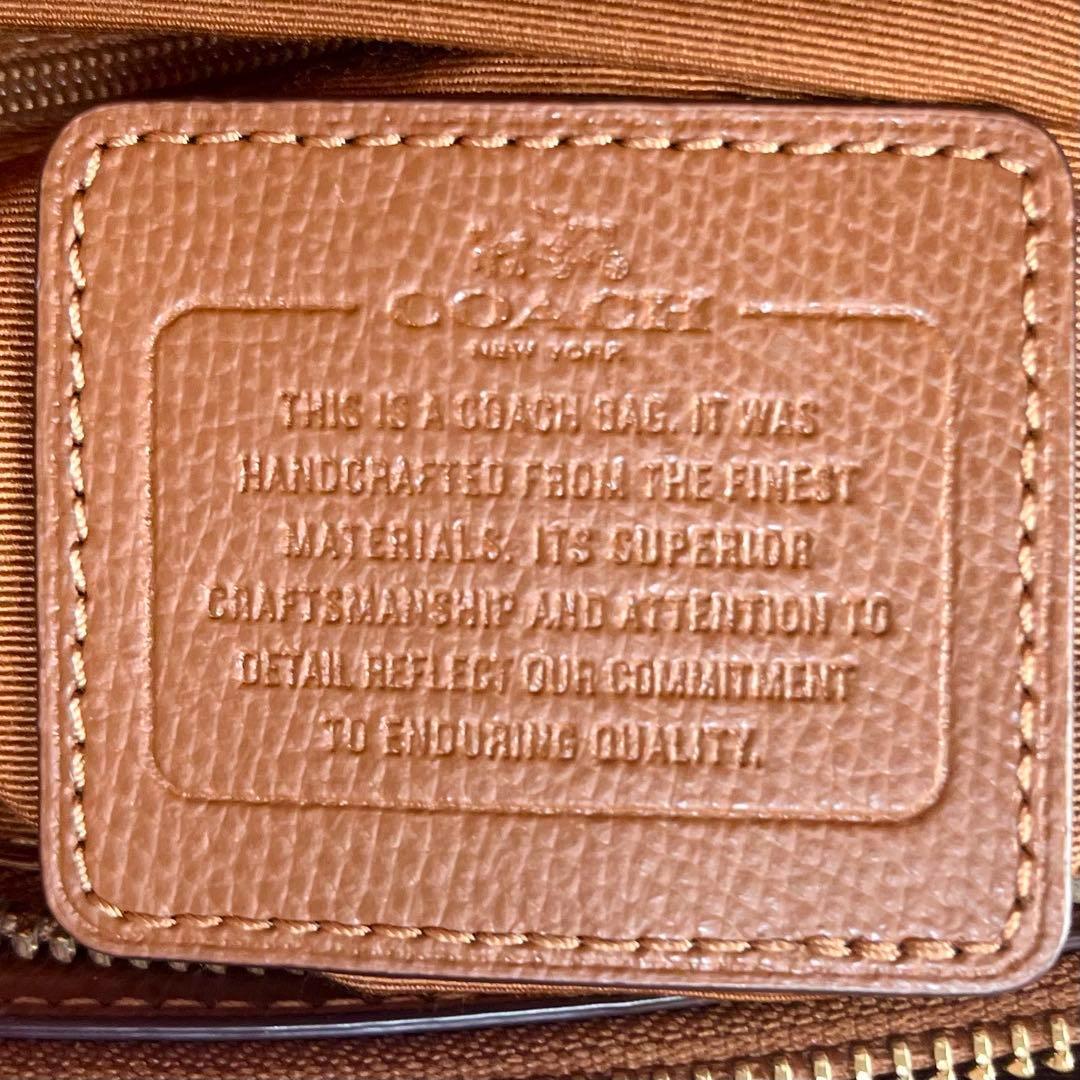 COACH
NEW YORK
THIS IS A COACH BAG. IT WAS
HANDCRAFTED FROM THE FINEST
MATERIALS. ITS SUPERIOR
CRAFTSMANSHIP AND ATTENTION TO
DETAIL REFLECT OUR COMMITMENT
TO ENDURING QUALITY.